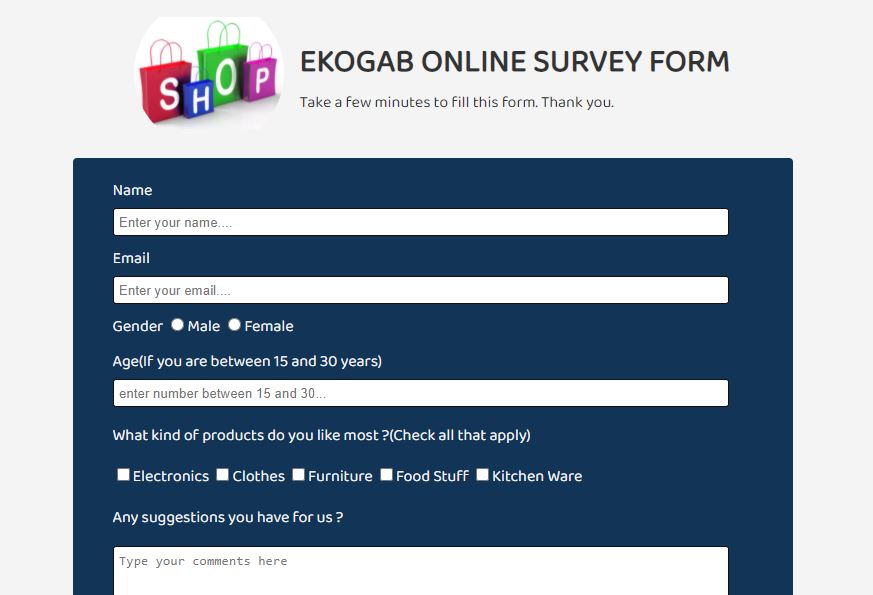 SHOP
EKOGAB ONLINE SURVEY FORM
Take a few minutes to fill this form. Thank you.
Name
Enter your name....
Email
Enter your email....
Gender Male Female
Age(If you are between 15 and 30 years)
enter number between 15 and 30...
What kind of products do you like most ?(Check all that apply)
Electronics Clothes Furniture Food Stuff Kitchen Ware
Any suggestions you have for us ?
Type your comments here